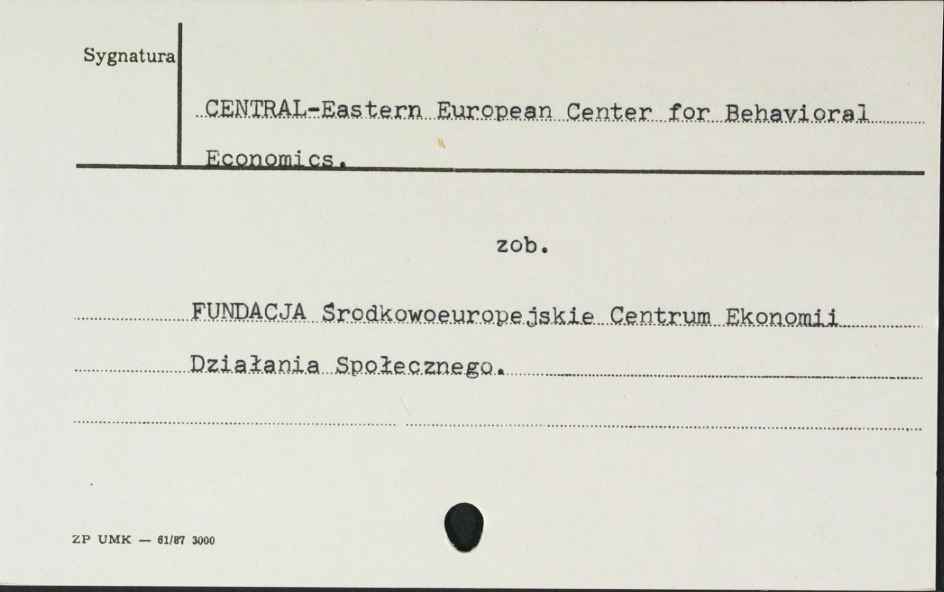 Sygnatura
CENTRAL-Eastern European Center for Behavioral
Economics.
zob.
FUNDACJA Środkowoeuropejskie Centrum Ekonomii
Działania Społecznego.
ZP UMK — 61/87 3000